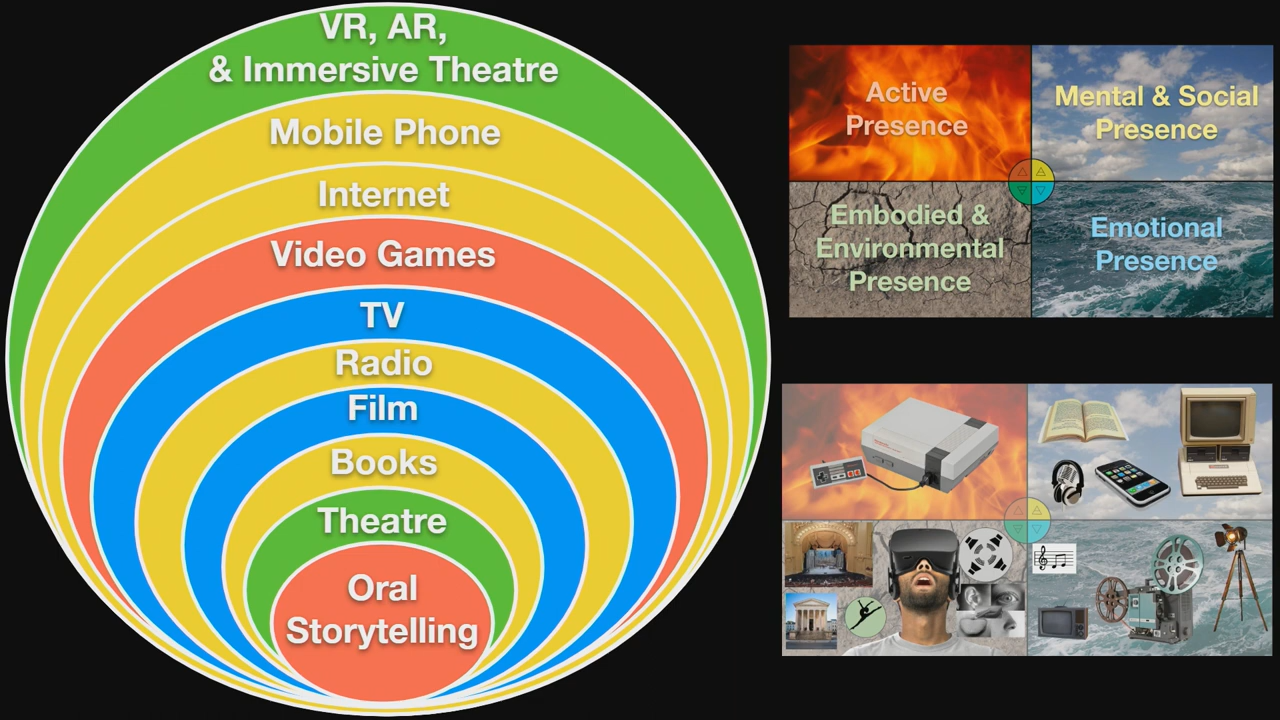 VR, AR,
& Immersive Theatre
Mobile Phone
Internet
Video Games
TV
Radio
Film
Books
Theatre
Oral
Storytelling
Active
Presence
Mental & Social
Presence
Embodied &
Environmental
Presence
Emotional
Presence